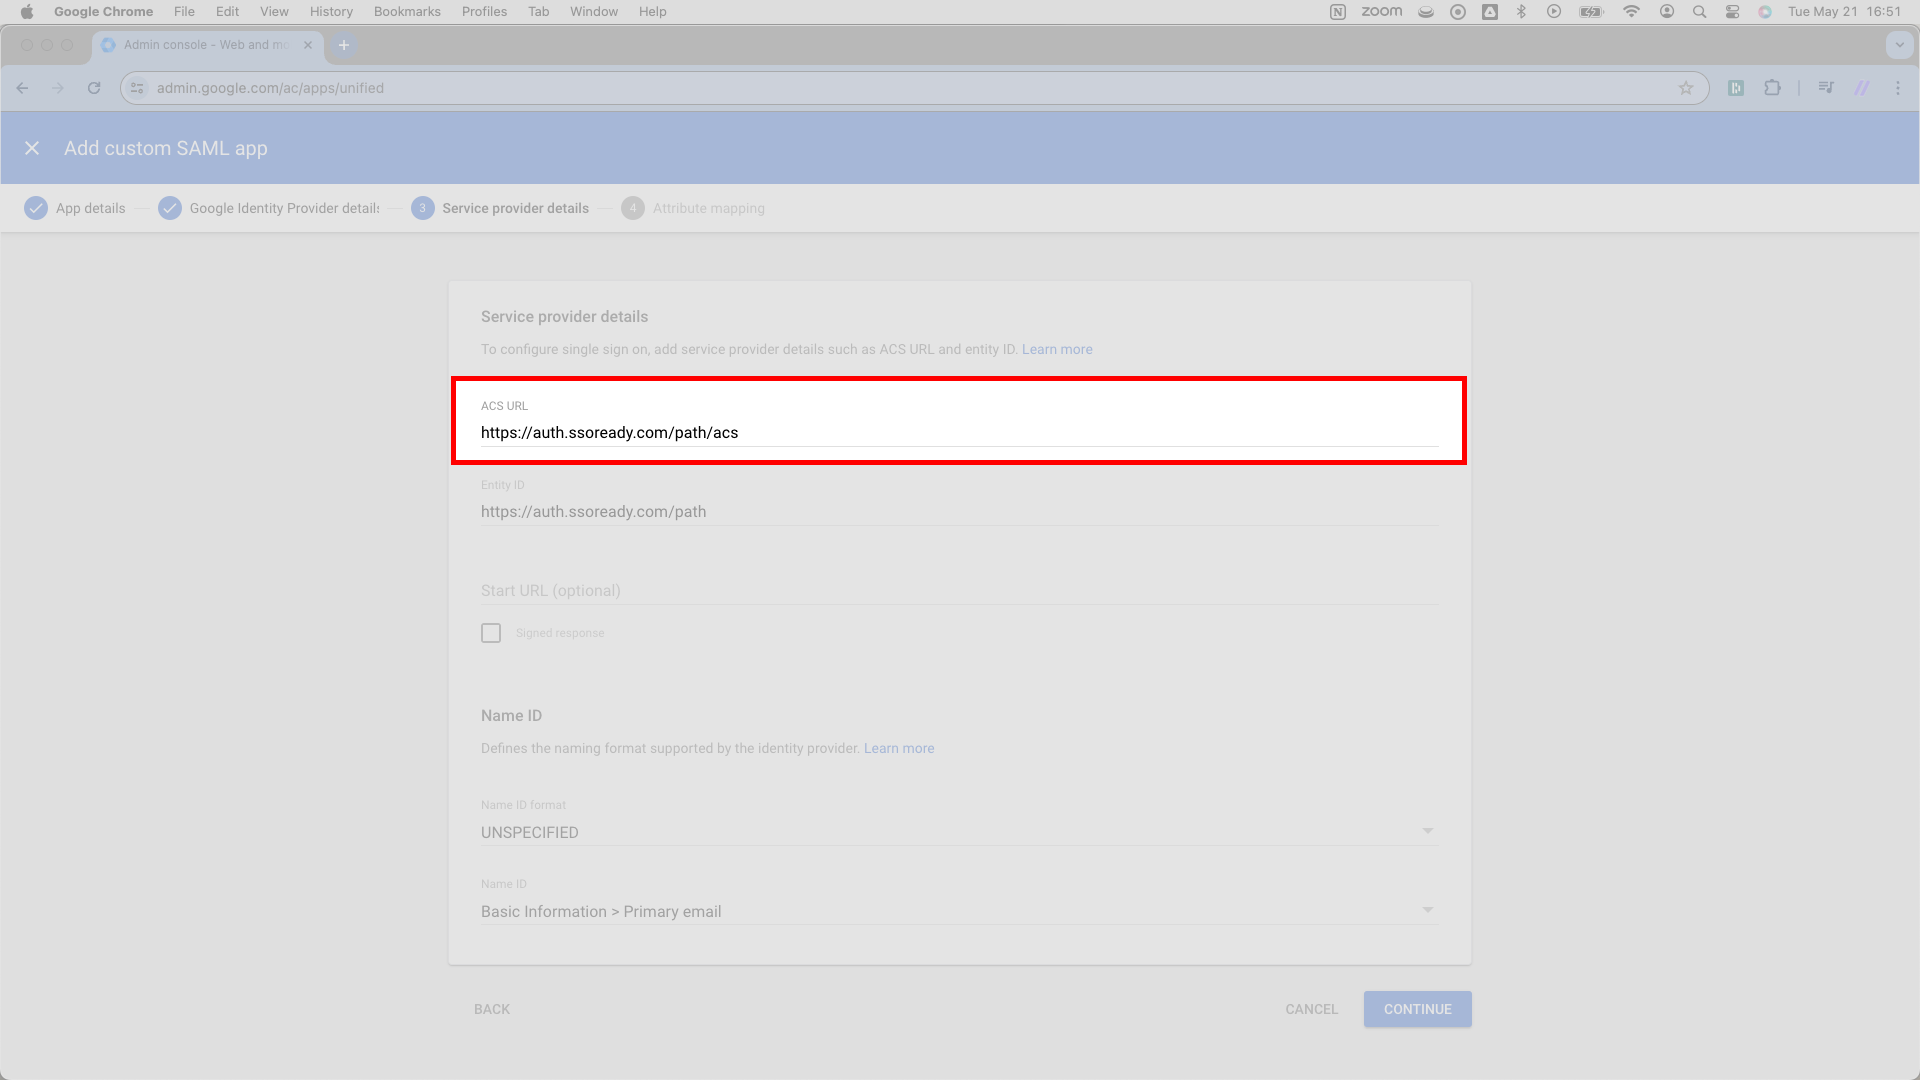 Google Chrome File Edit View History Bookmarks Profiles Tab Window Help zoom Tue May 21 16:51
Admin console - Web and mo
admin.google.com/ac/apps/unified
Add custom SAML app
App details Google Identity Provider details 3 Service provider details 4 Attribute mapping
Service provider details
To configure single sign on, add service provider details such as ACS URL and entity ID. Learn more
ACS URL
https://auth.ssoready.com/path/acs
Entity ID
https://auth.ssoready.com/path
Start URL (optional)
Signed response
Name ID
Defines the naming format supported by the identity provider. Learn more
Name ID format
UNSPECIFIED
Name ID
Basic Information > Primary email
BACK CANCEL CONTINUE